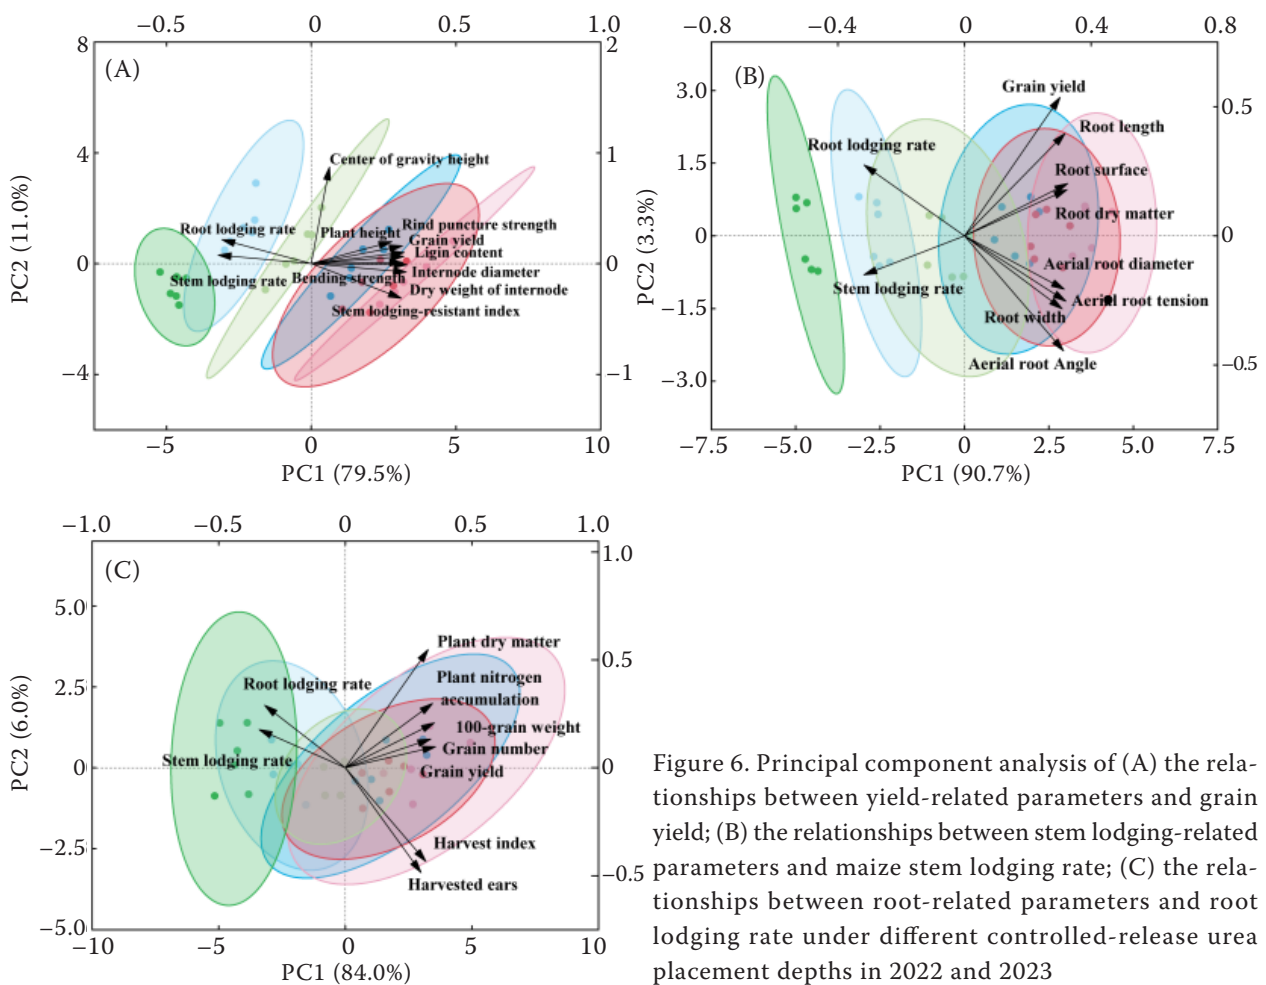 −0.5 0 0.5 1.0
(A)
8 4 0 −4
2 1 0 −1
PC2 (11.0%)
Center of gravity height
Root lodging rate
Plant height
Rind puncture strength
Grain yield
Ligin content
Stem lodging rate
Bending strength
Internode diameter
Dry weight of internode
Stem lodging-resistant index
−5 0 5 10
PC1 (79.5%)
−0.8 −0.4 0 0.4 0.8
(B)
3.0 1.5 0 −1.5 −3.0
0.5 0 −0.5
PC2 (3.3%)
Grain yield
Root length
Root lodging rate
Root surface
Root dry matter
Aerial root diameter
Stem lodging rate
Aerial root tension
Root width
Aerial root Angle
−7.5 −5.0 −2.5 0 2.5 5.0 7.5
PC1 (90.7%)
−1.0 −0.5 0 0.5 1.0
(C)
5.0 2.5 0 −2.5 −5.0
1.0 0.5 0 −0.5
PC2 (6.0%)
Plant dry matter
Root lodging rate
Plant nitrogen
accumulation
100-grain weight
Grain number
Stem lodging rate
Grain yield
Harvest index
Harvested ears
−10 −5 0 5 10
PC1 (84.0%)
Figure 6. Principal component analysis of (A) the rela-
tionships between yield-related parameters and grain
yield; (B) the relationships between stem lodging-related
parameters and maize stem lodging rate; (C) the rela-
tionships between root-related parameters and root
lodging rate under different controlled-release urea
placement depths in 2022 and 2023